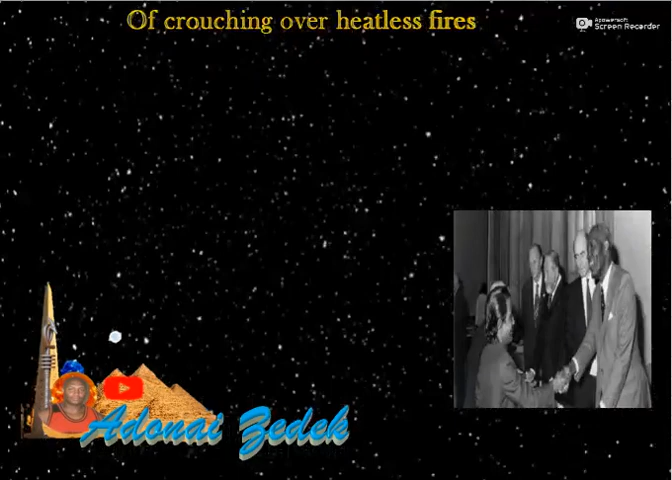 Of crouching over heatless fires
Apowersoft
Screen Recorder
Adonai Zedek